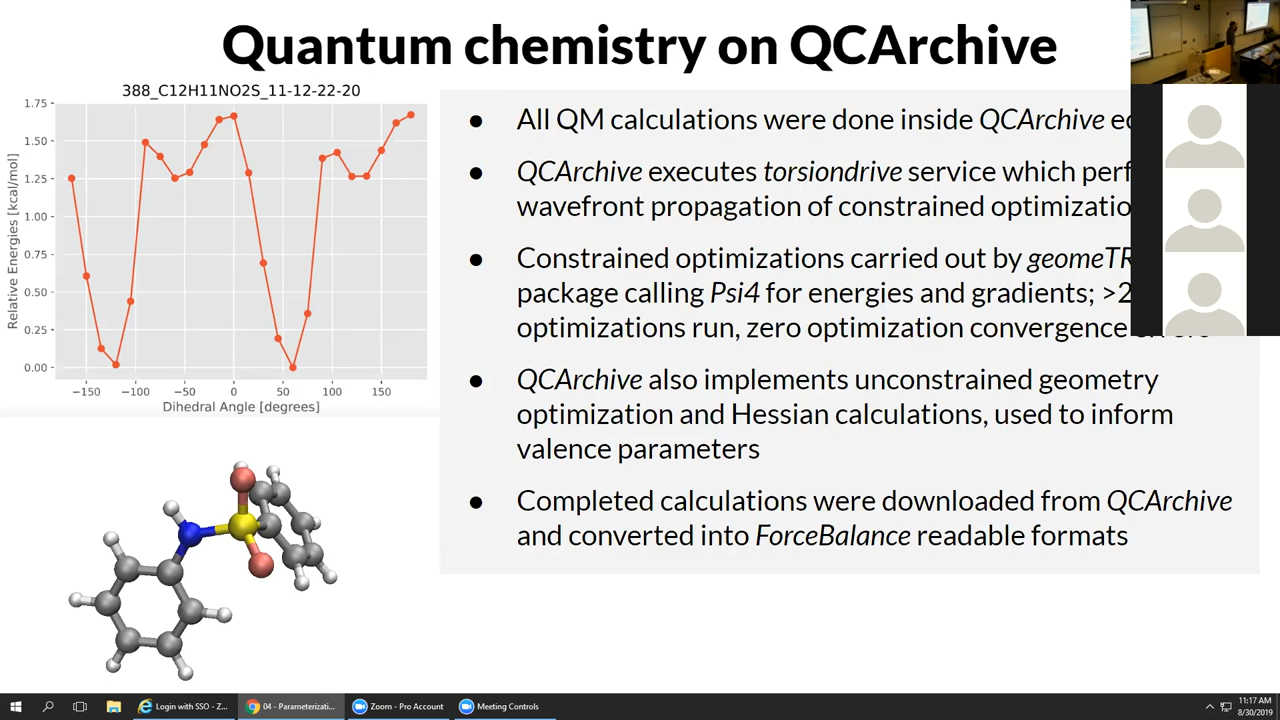 Quantum chemistry on QCArchive
388_C12H11NO2S_11-12-22-20
1.75
1.50
1.25
1.00
0.75
0.50
0.25
0.00
Relative Energies [kcal/mol]
−150
−100
−50
0
50
100
150
Dihedral Angle [degrees]
● All QM calculations were done inside QCArchive
● QCArchive executes torsiondrive service which
wavefront propagation of constrained
● Constrained optimizations carried out by
package calling Psi4 for energies and gradients;
optimizations run, zero optimization convergence
● QCArchive also implements unconstrained geometry
optimization and Hessian calculations, used to inform
valence parameters
● Completed calculations were downloaded from QCArchive
and converted into ForceBalance readable formats
Login with SSO - Z...
04 - Parameterizati...
Zoom - Pro Account
Meeting Controls
11:17 AM
8/30/2019